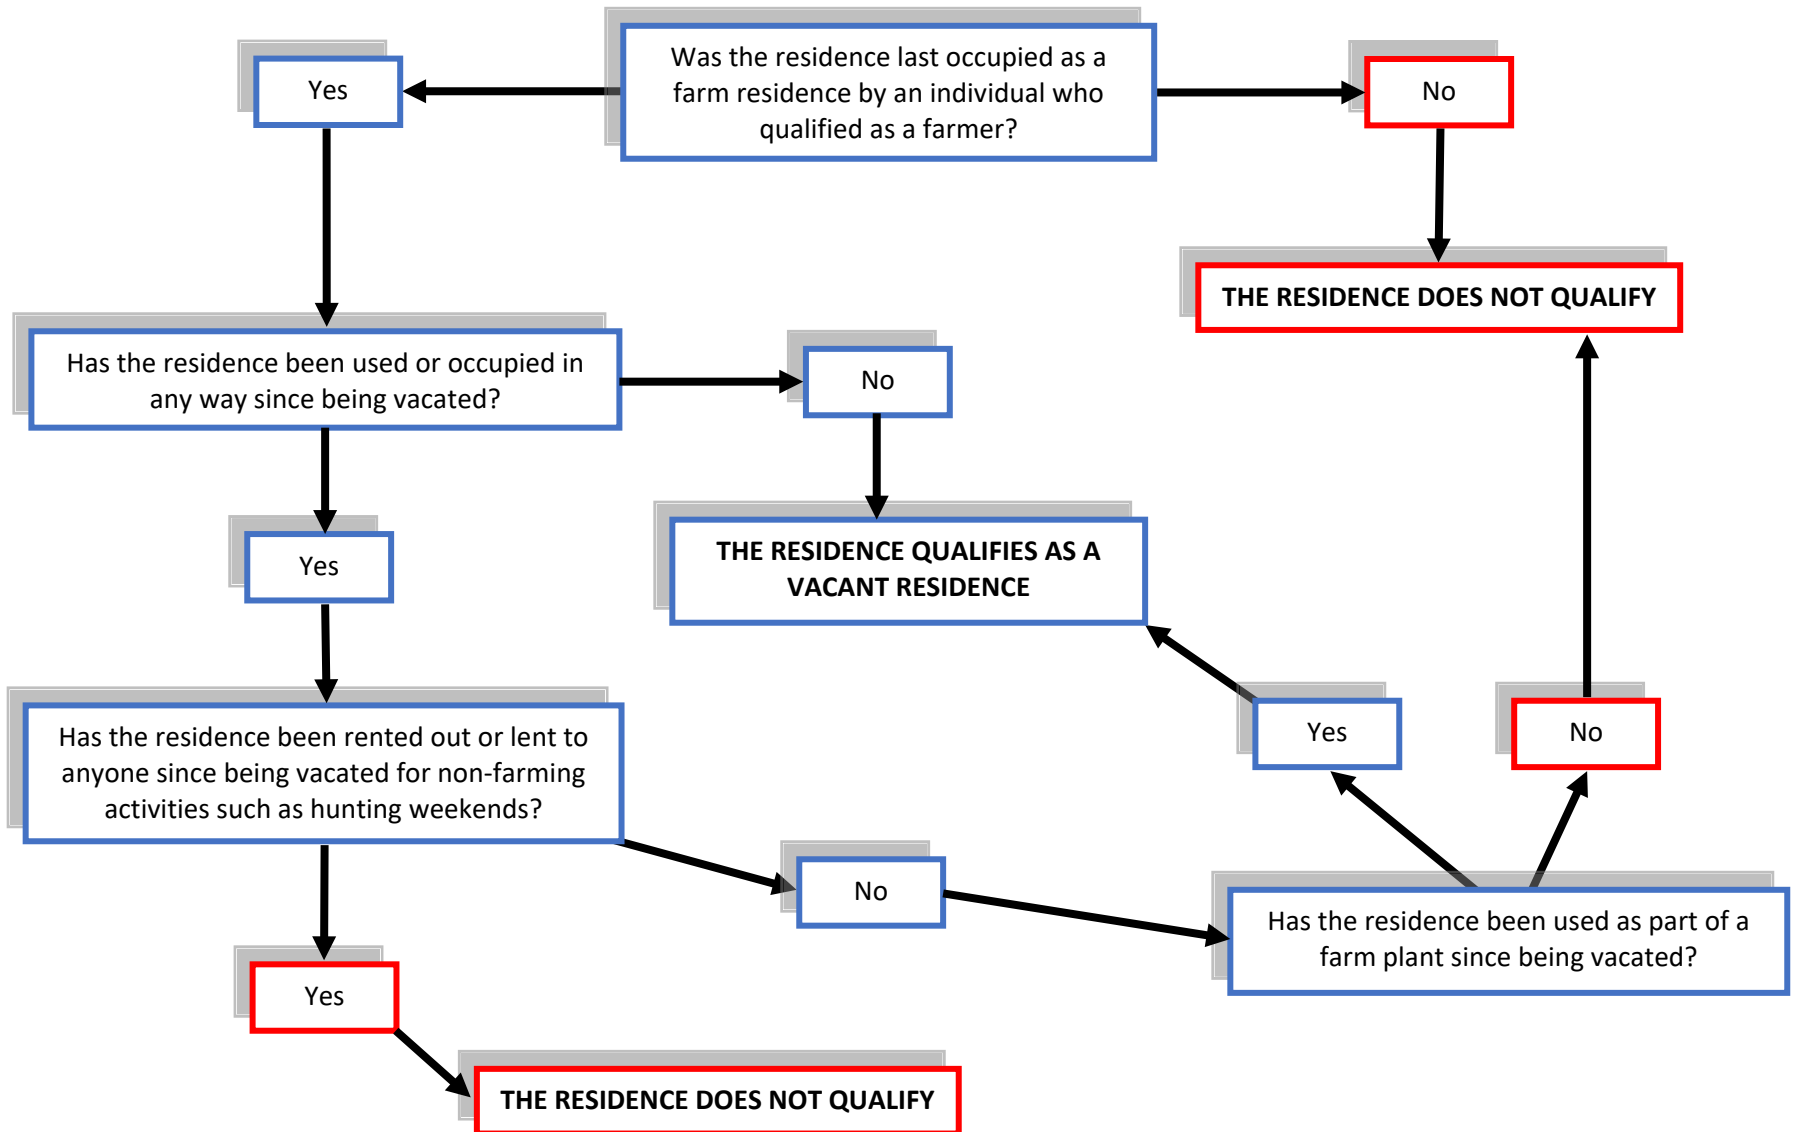 Was the residence last occupied as a
farm residence by an individual who
qualified as a farmer?
Yes
No
THE RESIDENCE DOES NOT QUALIFY
Has the residence been used or occupied in
any way since being vacated?
No
THE RESIDENCE QUALIFIES AS A
VACANT RESIDENCE
Yes
Has the residence been rented out or lent to
anyone since being vacated for non-farming
activities such as hunting weekends?
Yes
No
No
Has the residence been used as part of a
farm plant since being vacated?
Yes
THE RESIDENCE DOES NOT QUALIFY